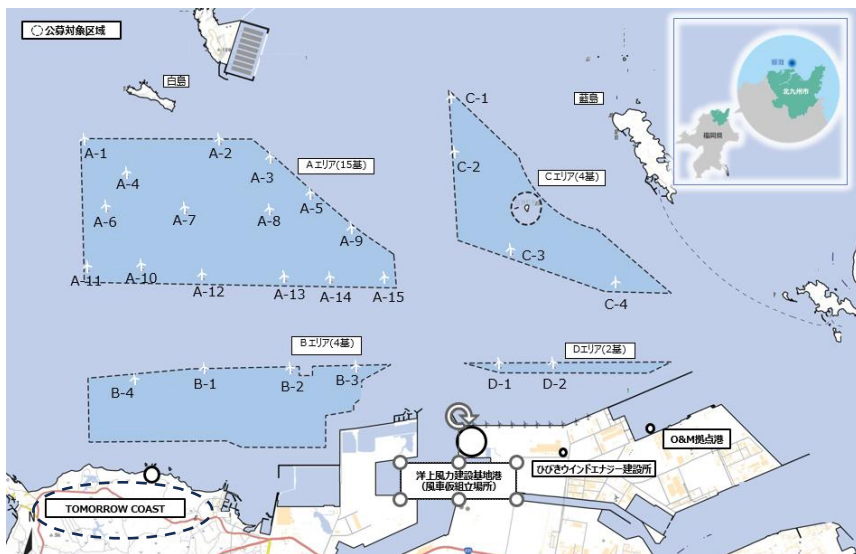 公募対象区域
白島
藍島
響灘
北九州市
福岡県
C-1
A-1
A-2
A-3
Aエリア(15基)
C-2
A-4
A-5
Cエリア(4基)
A-6
A-7
A-8
A-9
C-3
A-11
A-10
A-12
A-13
A-14
A-15
C-4
Bエリア(4基)
Dエリア(2基)
B-4
B-1
B-2
B-3
D-1
D-2
O&M拠点港
ひびきウインドエナジー建設所
洋上風力建設基地港
(風車仮組立場所)
TOMORROW COAST
N